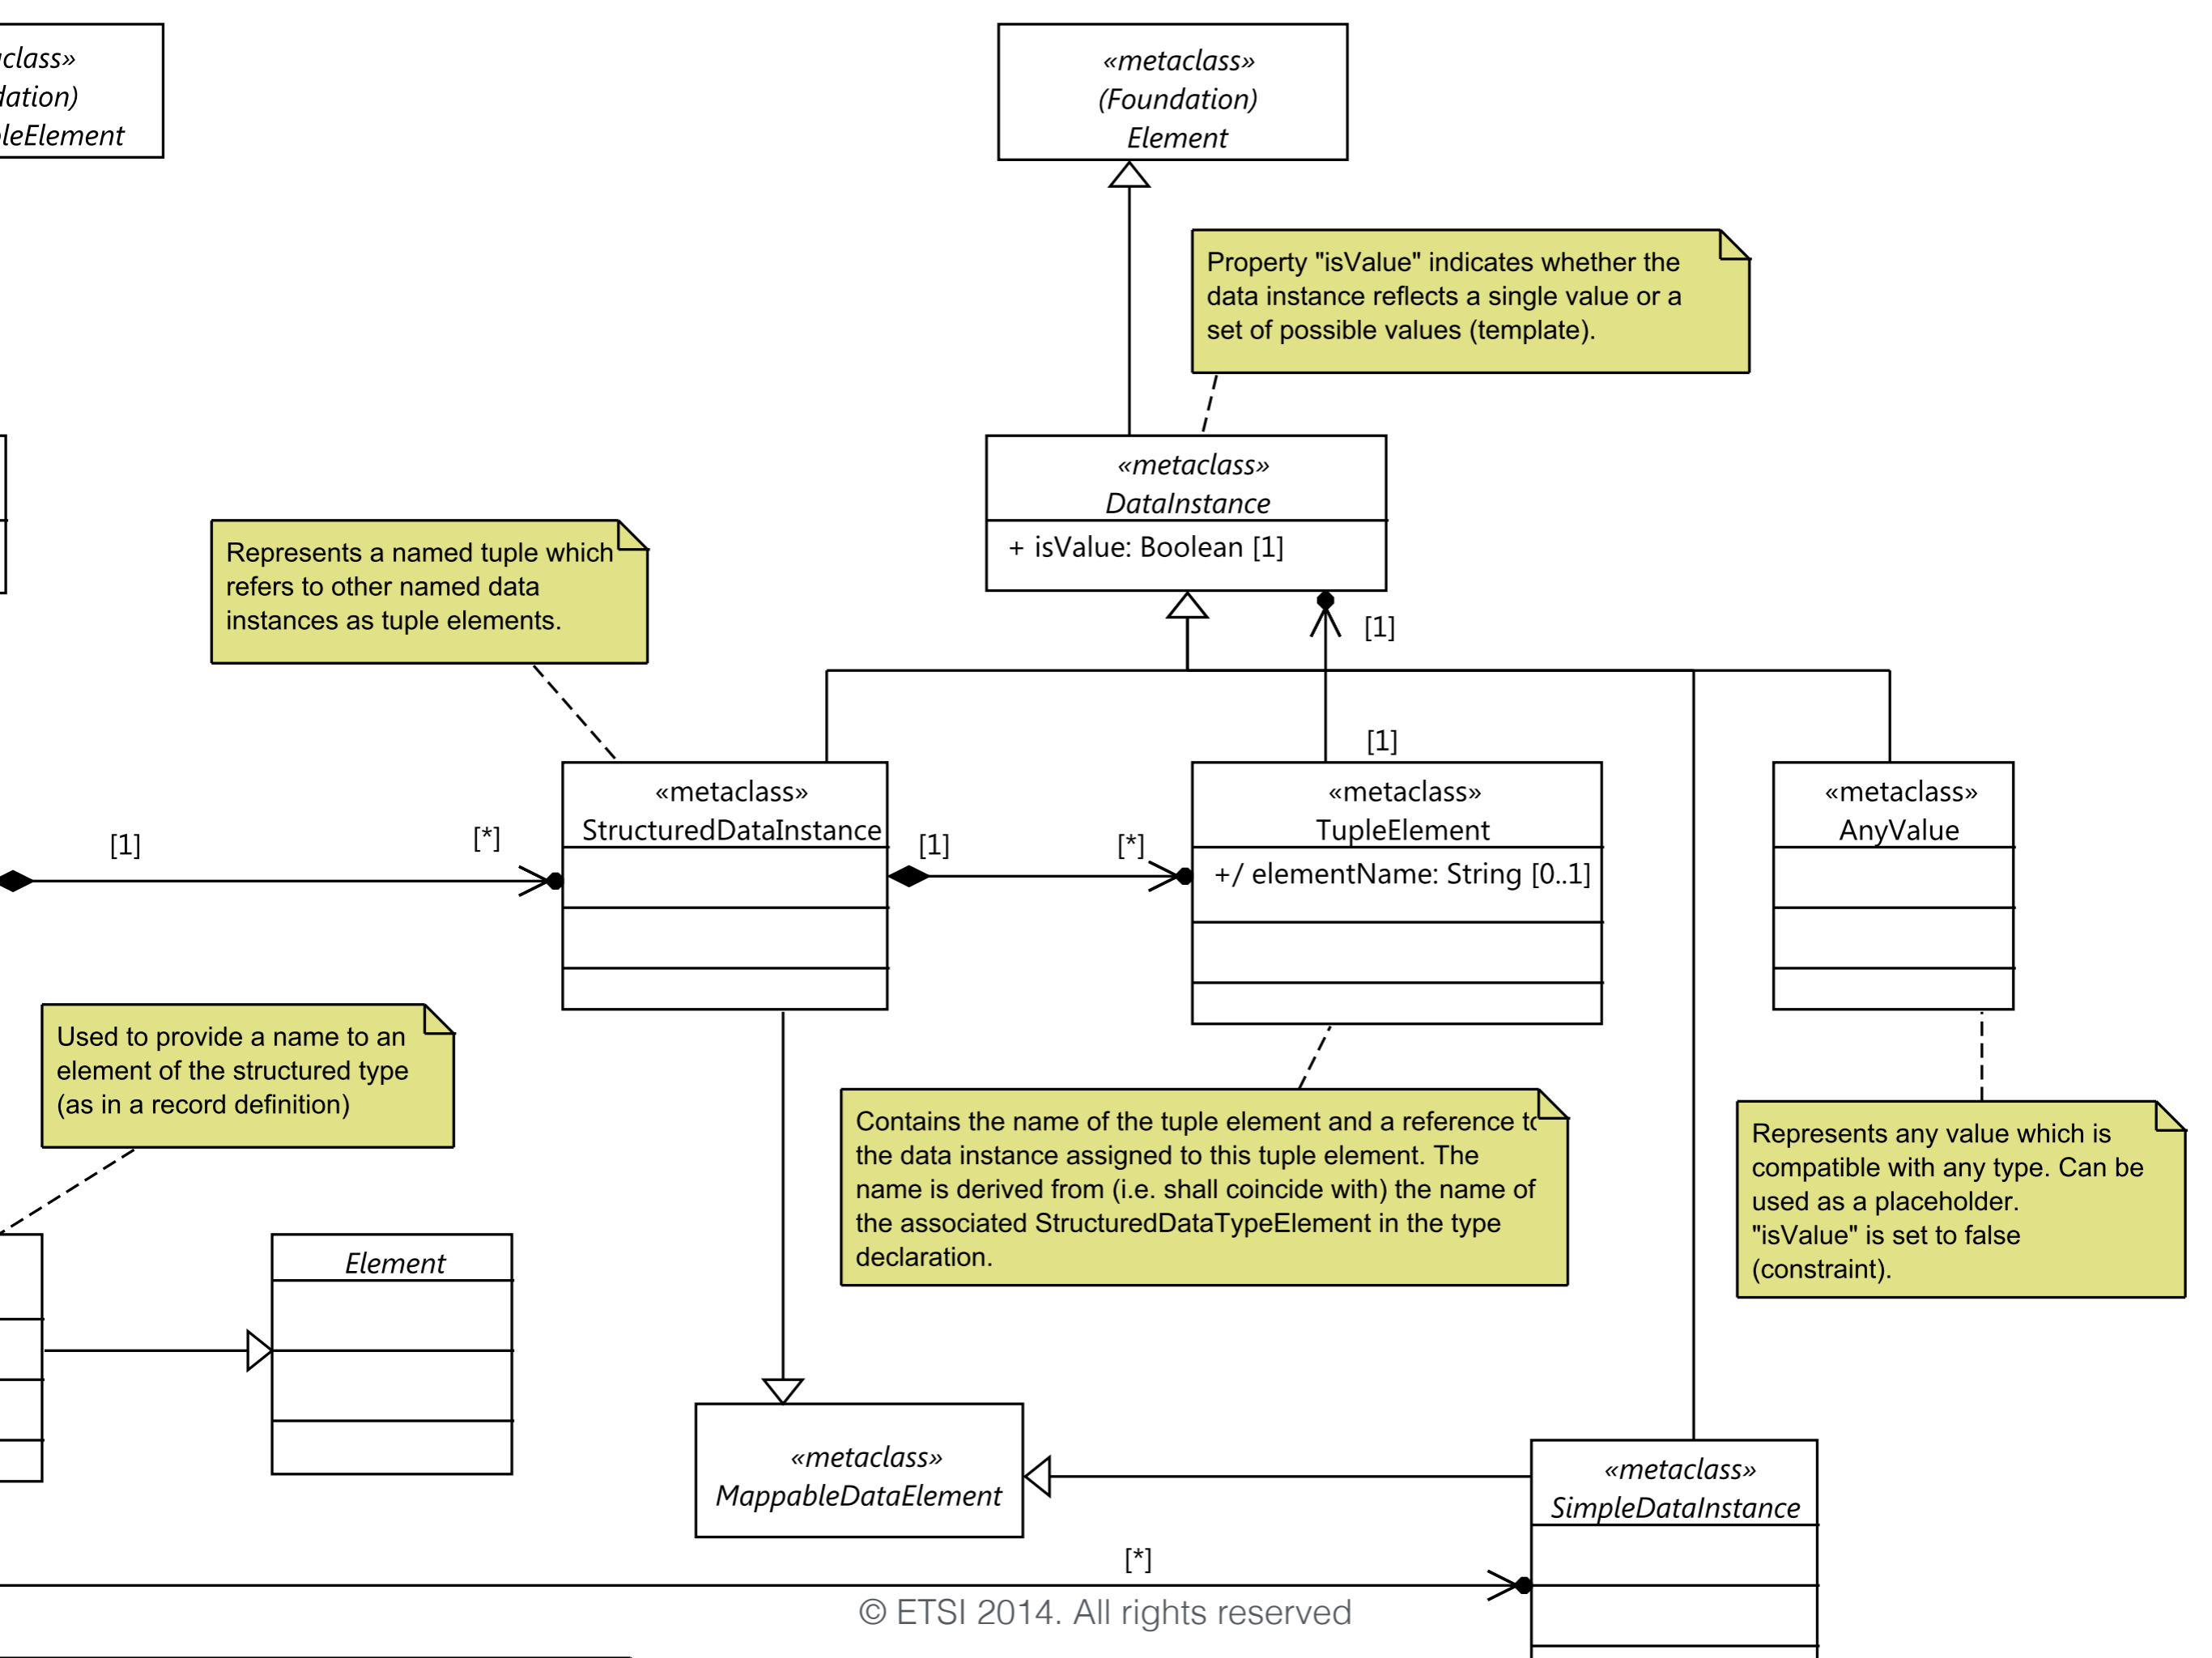 «metaclass»
(Foundation)
Element
Property "isValue" indicates whether the
data instance reflects a single value or a
set of possible values (template).
«metaclass»
DataInstance
+ isValue: Boolean [1]
[1]
Represents a named tuple which
refers to other named data
instances as tuple elements.
[1]
[*]
«metaclass»
StructuredDataInstance
[1]
[*]
[1]
«metaclass»
TupleElement
+/ elementName: String [0..1]
«metaclass»
AnyValue
Used to provide a name to an
element of the structured type
(as in a record definition)
Contains the name of the tuple element and a reference to
the data instance assigned to this tuple element. The
name is derived from (i.e. shall coincide with) the name of
the associated StructuredDataTypeElement in the type
declaration.
Represents any value which is
compatible with any type. Can be
used as a placeholder.
"isValue" is set to false
(constraint).
Element
«metaclass»
MappableDataElement
«metaclass»
SimpleDataInstance
[*]
© ETSI 2014. All rights reserved